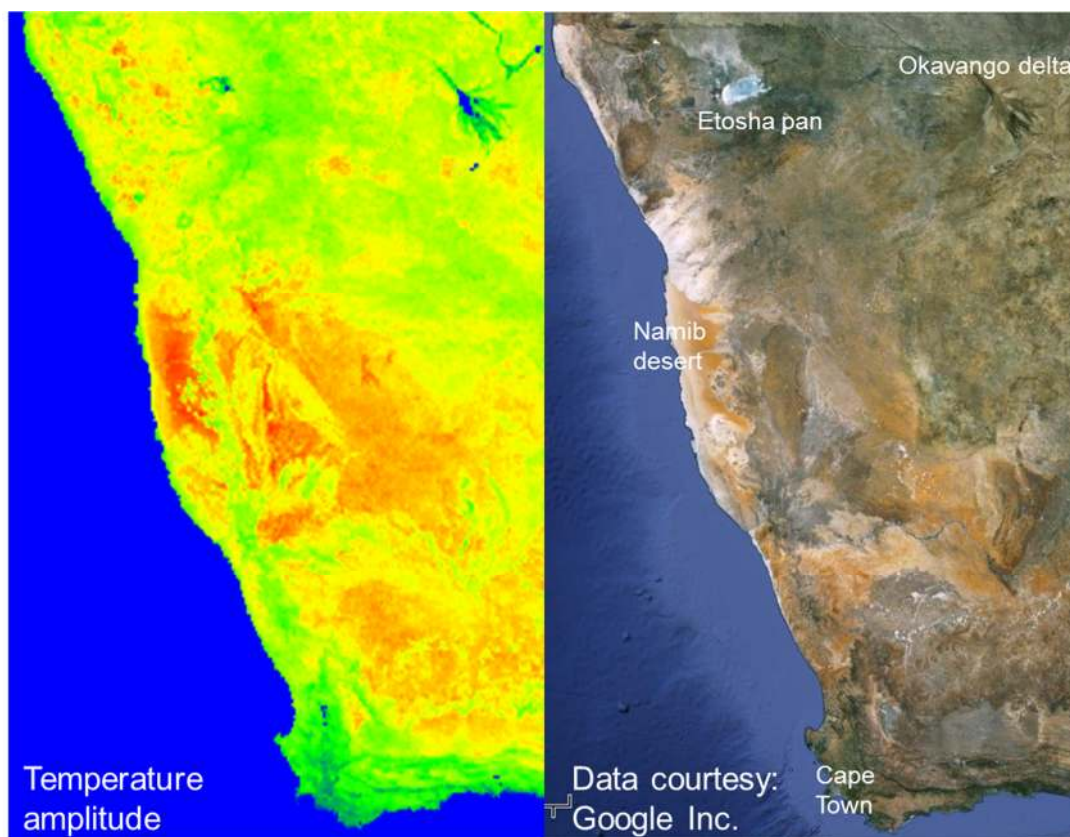 Okavango delta
Etosha pan
Namib
desert
Temperature
amplitude
Data courtesy:
Google Inc.
Cape
Town